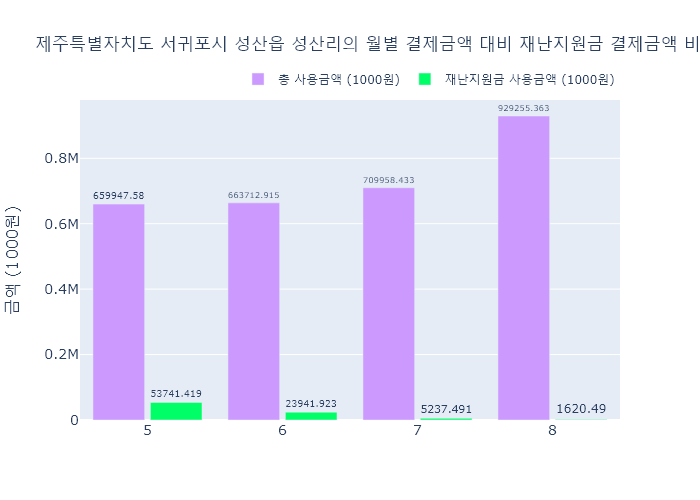 제주특별자치도 서귀포시 성산읍 성산리의 월별 결제금액 대비 재난지원금 결제금액 비
총 사용금액 (1000원) 재난지원금 사용금액 (1000원)
929255.363
0.8M
709958.433
659947.58
663712.915
0.6M
금액 (1000원)
0.4M
0.2M
53741.419
23941.923
5237.491
1620.49
0
5 6 7 8